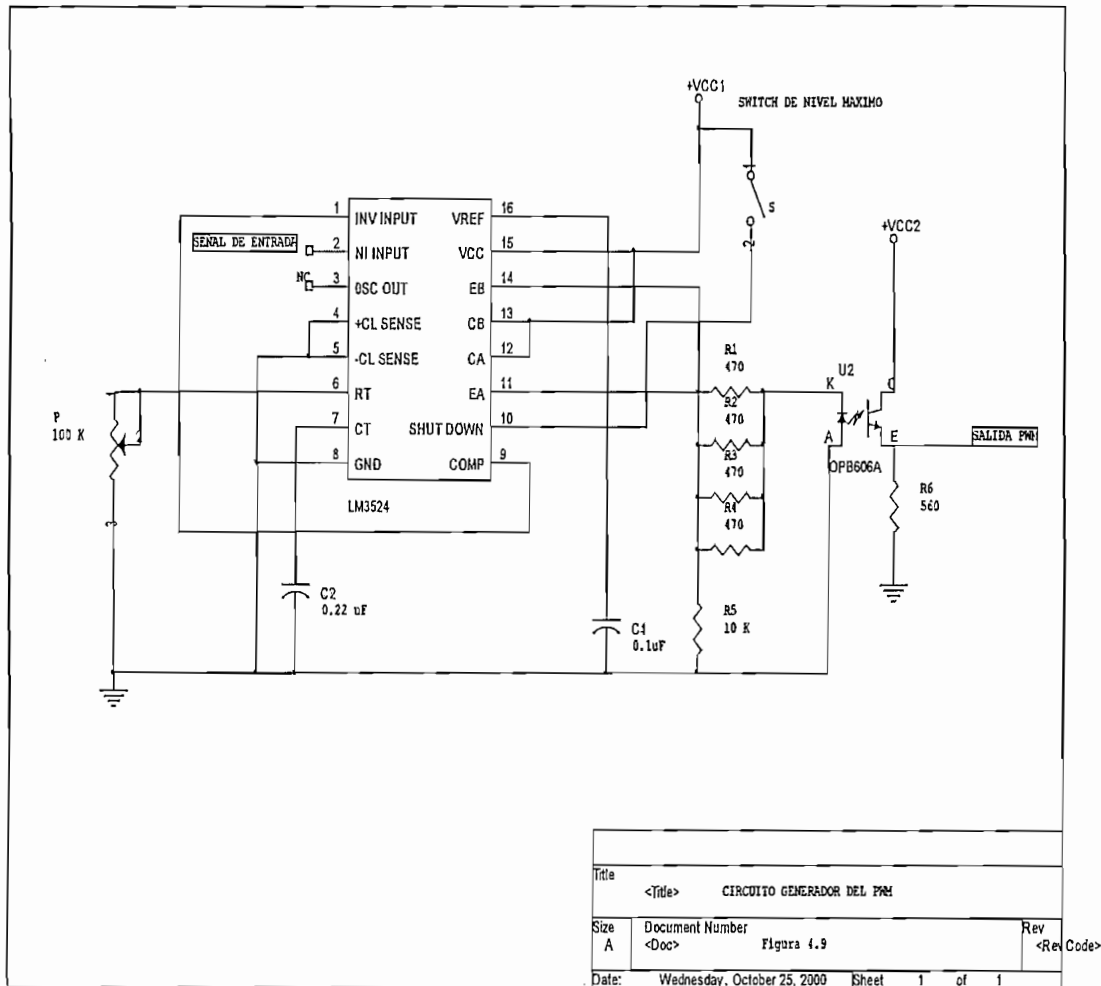 +VCC1
SWITCH DE NIVEL MAXIMO
1
S
2
+VCC2
1 INV INPUT VREF 16
SENAL DE ENTRADA 2 NI INPUT VCC 15
NC 3 OSC OUT EB 14
4 +CL SENSE CB 13
5 -CL SENSE CA 12
6 RT EA 11
7 CT SHUT DOWN 10
8 GND COMP 9
LM3524
P
100 K
2
3
R1
470
R2
470
R3
470
R4
470
U2
K
C
A
E
OPB606A
SALIDA PWM
R6
560
C2
0.22 uF
C1
0.1uF
R5
10 K
Title
<Title> CIRCUITO GENERADOR DEL PWM
Size
A
Document Number
<Doc> Figura 4.9
Rev
<Rev Code>
Date: Wednesday, October 25, 2000 Sheet 1 of 1